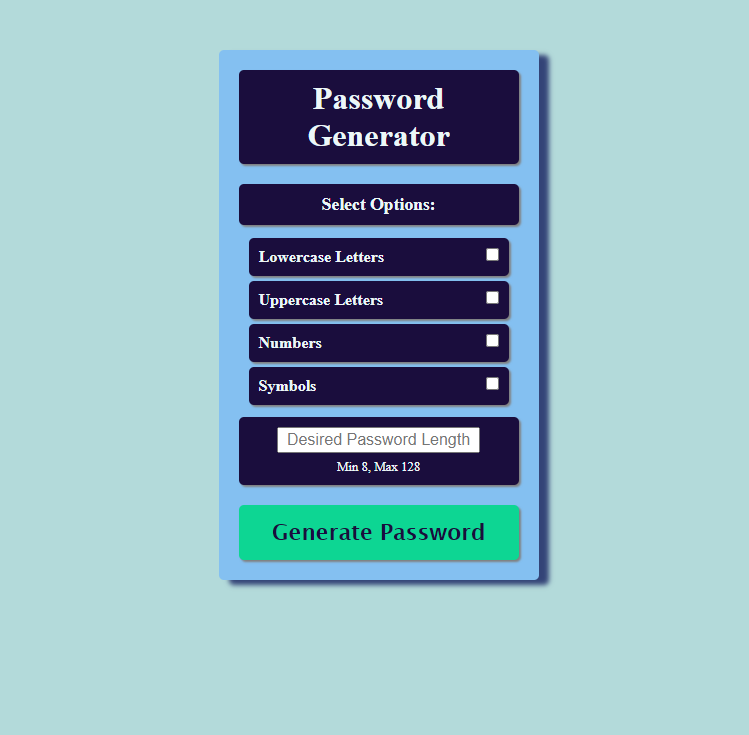 Password
Generator
Select Options:
Lowercase Letters
Uppercase Letters
Numbers
Symbols
Desired Password Length
Min 8, Max 128
Generate Password